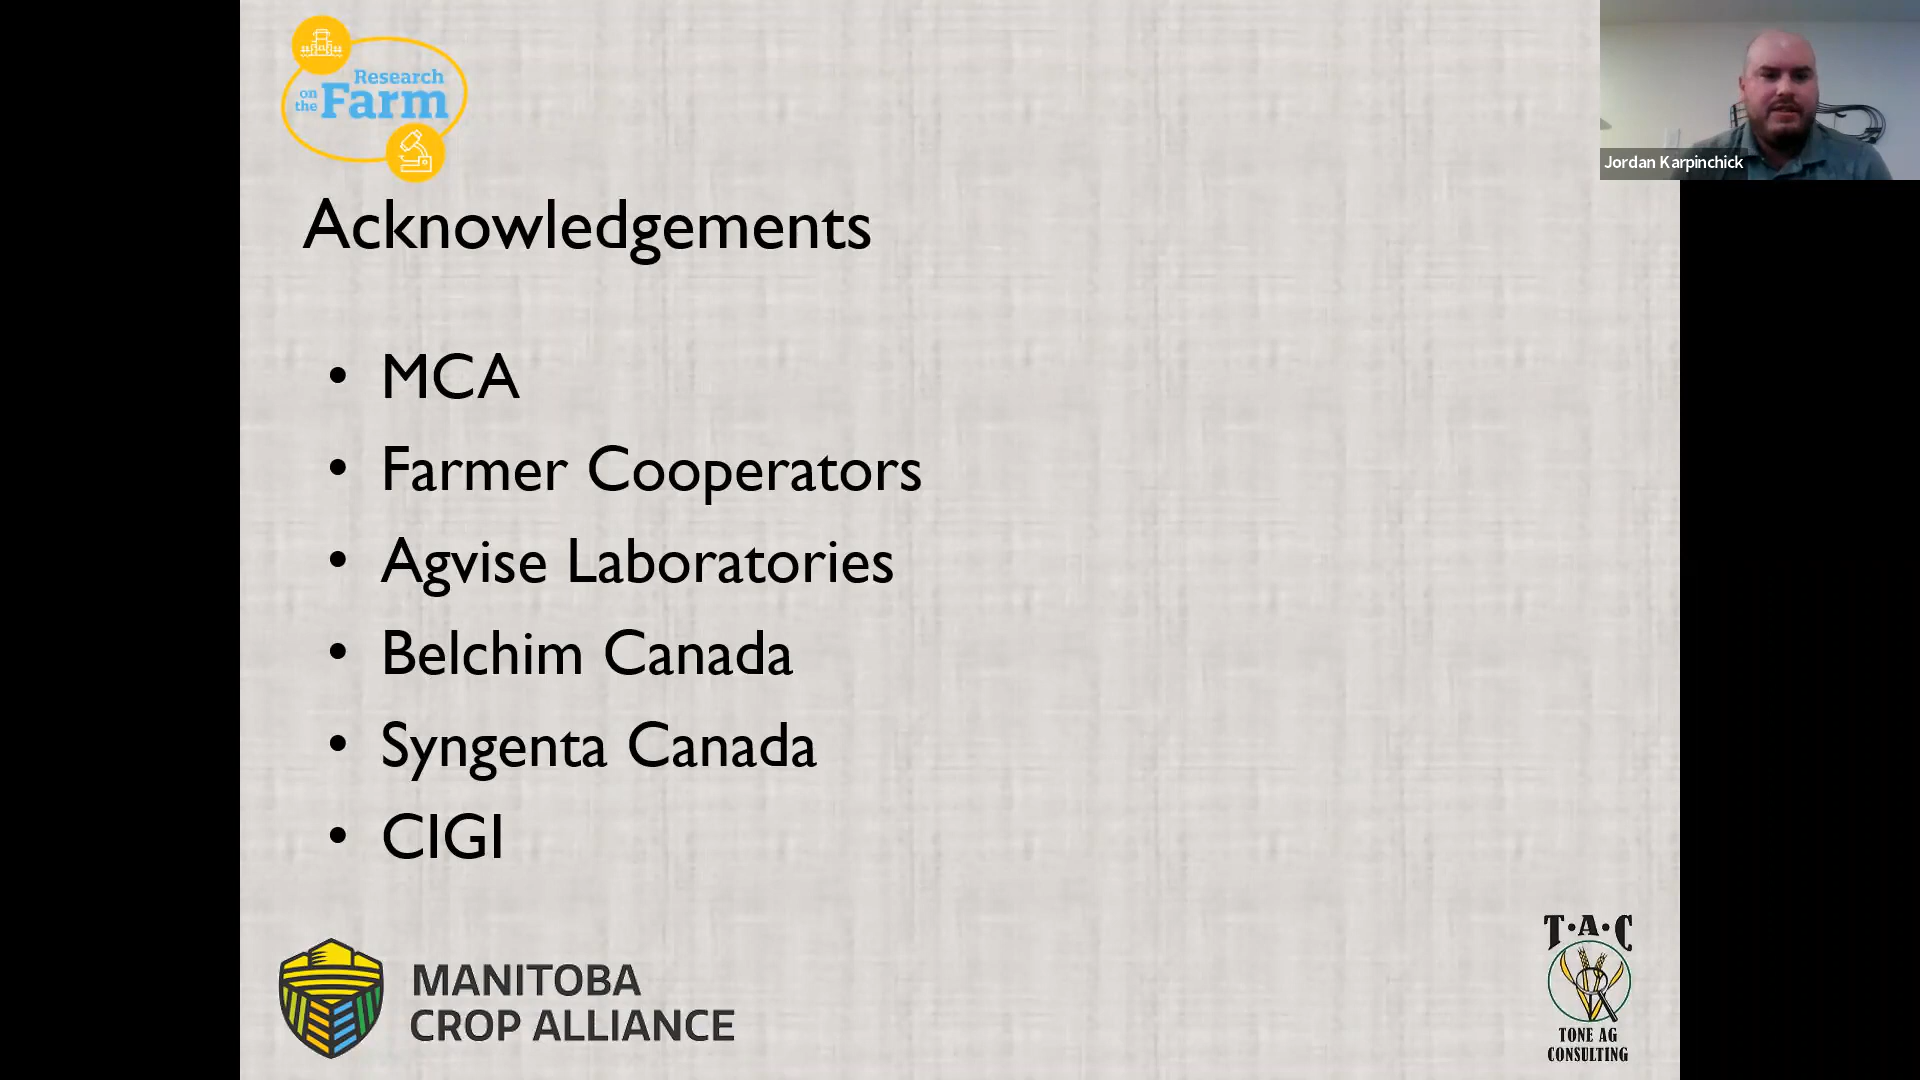 Research
on
the
Farm
Jordan Karpinchick
Acknowledgements
• MCA
• Farmer Cooperators
• Agvise Laboratories
• Belchim Canada
• Syngenta Canada
• CIGI
MANITOBA
CROP ALLIANCE
T·A·C
TONE AG
CONSULTING